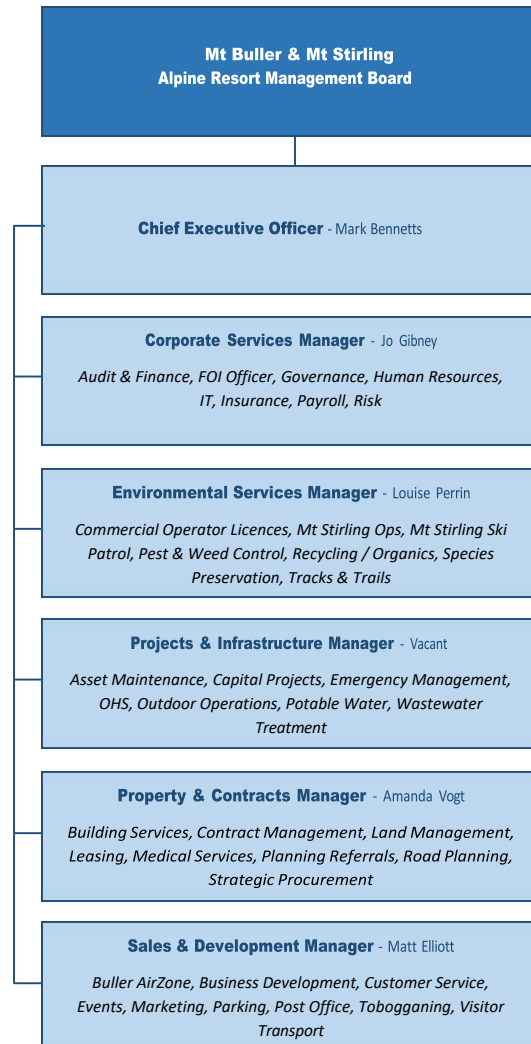 Mt Buller & Mt Stirling
Alpine Resort Management Board
Chief Executive Officer - Mark Bennetts
Corporate Services Manager - Jo Gibney
Audit & Finance, FOI Officer, Governance, Human Resources,
IT, Insurance, Payroll, Risk
Environmental Services Manager - Louise Perrin
Commercial Operator Licences, Mt Stirling Ops, Mt Stirling Ski
Patrol, Pest & Weed Control, Recycling / Organics, Species
Preservation, Tracks & Trails
Projects & Infrastructure Manager - Vacant
Asset Maintenance, Capital Projects, Emergency Management,
OHS, Outdoor Operations, Potable Water, Wastewater
Treatment
Property & Contracts Manager - Amanda Vogt
Building Services, Contract Management, Land Management,
Leasing, Medical Services, Planning Referrals, Road Planning,
Strategic Procurement
Sales & Development Manager - Matt Elliott
Buller AirZone, Business Development, Customer Service,
Events, Marketing, Parking, Post Office, Tobogganing, Visitor
Transport